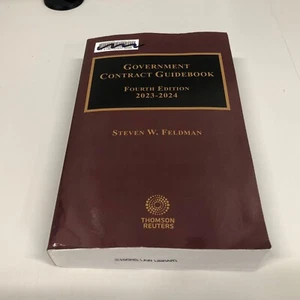 GOVERNMENT
CONTRACT GUIDEBOOK
FOURTH EDITION
2023-2024
STEVEN W. FELDMAN
THOMSON
REUTERS